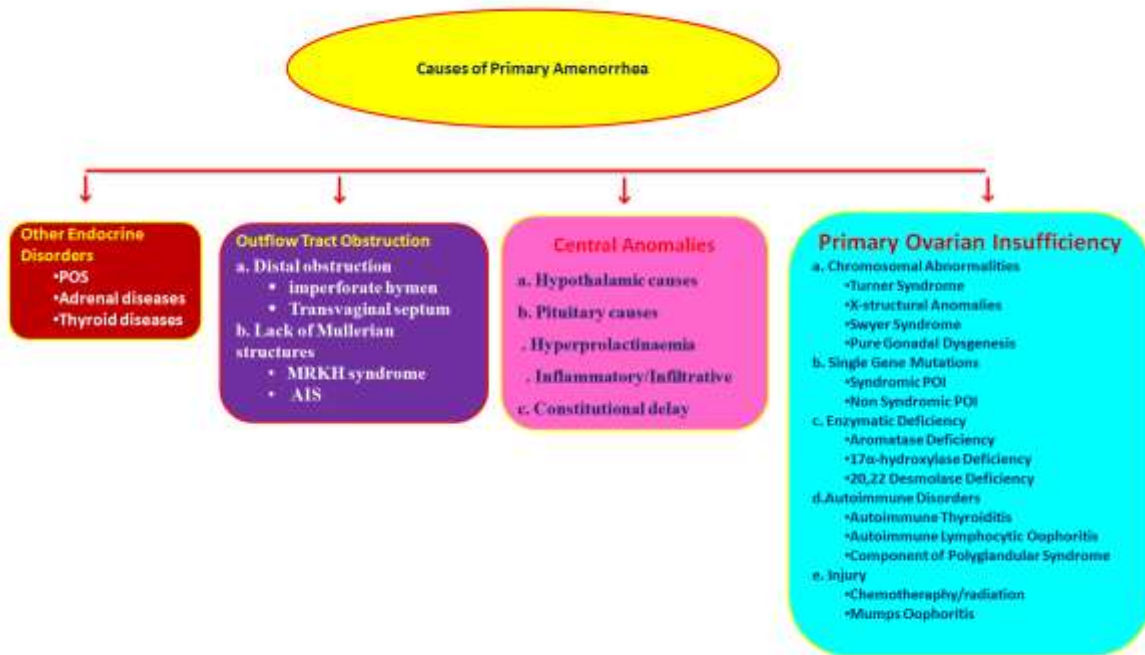 Causes of Primary Amenorrhea
Other Endocrine
Disorders
•POS
•Adrenal diseases
•Thyroid diseases
Outflow Tract Obstruction
a. Distal obstruction
• imperforate hymen
• Transvaginal septum
b. Lack of Mullerian
structures
• MRKH syndrome
• AIS
Central Anomalies
a. Hypothalamic causes
b. Pituitary causes
. Hyperprolactinaemia
. Inflammatory/Infiltrative
c. Constitutional delay
Primary Ovarian Insufficiency
a. Chromosomal Abnormalities
•Turner Syndrome
•X-structural Anomalies
•Swyer Syndrome
•Pure Gonadal Dysgenesis
b. Single Gene Mutations
•Syndromic POI
•Non Syndromic POI
c. Enzymatic Deficiency
•Aromatase Deficiency
•17α-hydroxylase Deficiency
•20,22 Desmolase Deficiency
d.Autoimmune Disorders
•Autoimmune Thyroiditis
•Autoimmune Lymphocytic Oophoritis
•Component of Polyglandular Syndrome
e. Injury
•Chemotheraphy/radiation
•Mumps Oophoritis